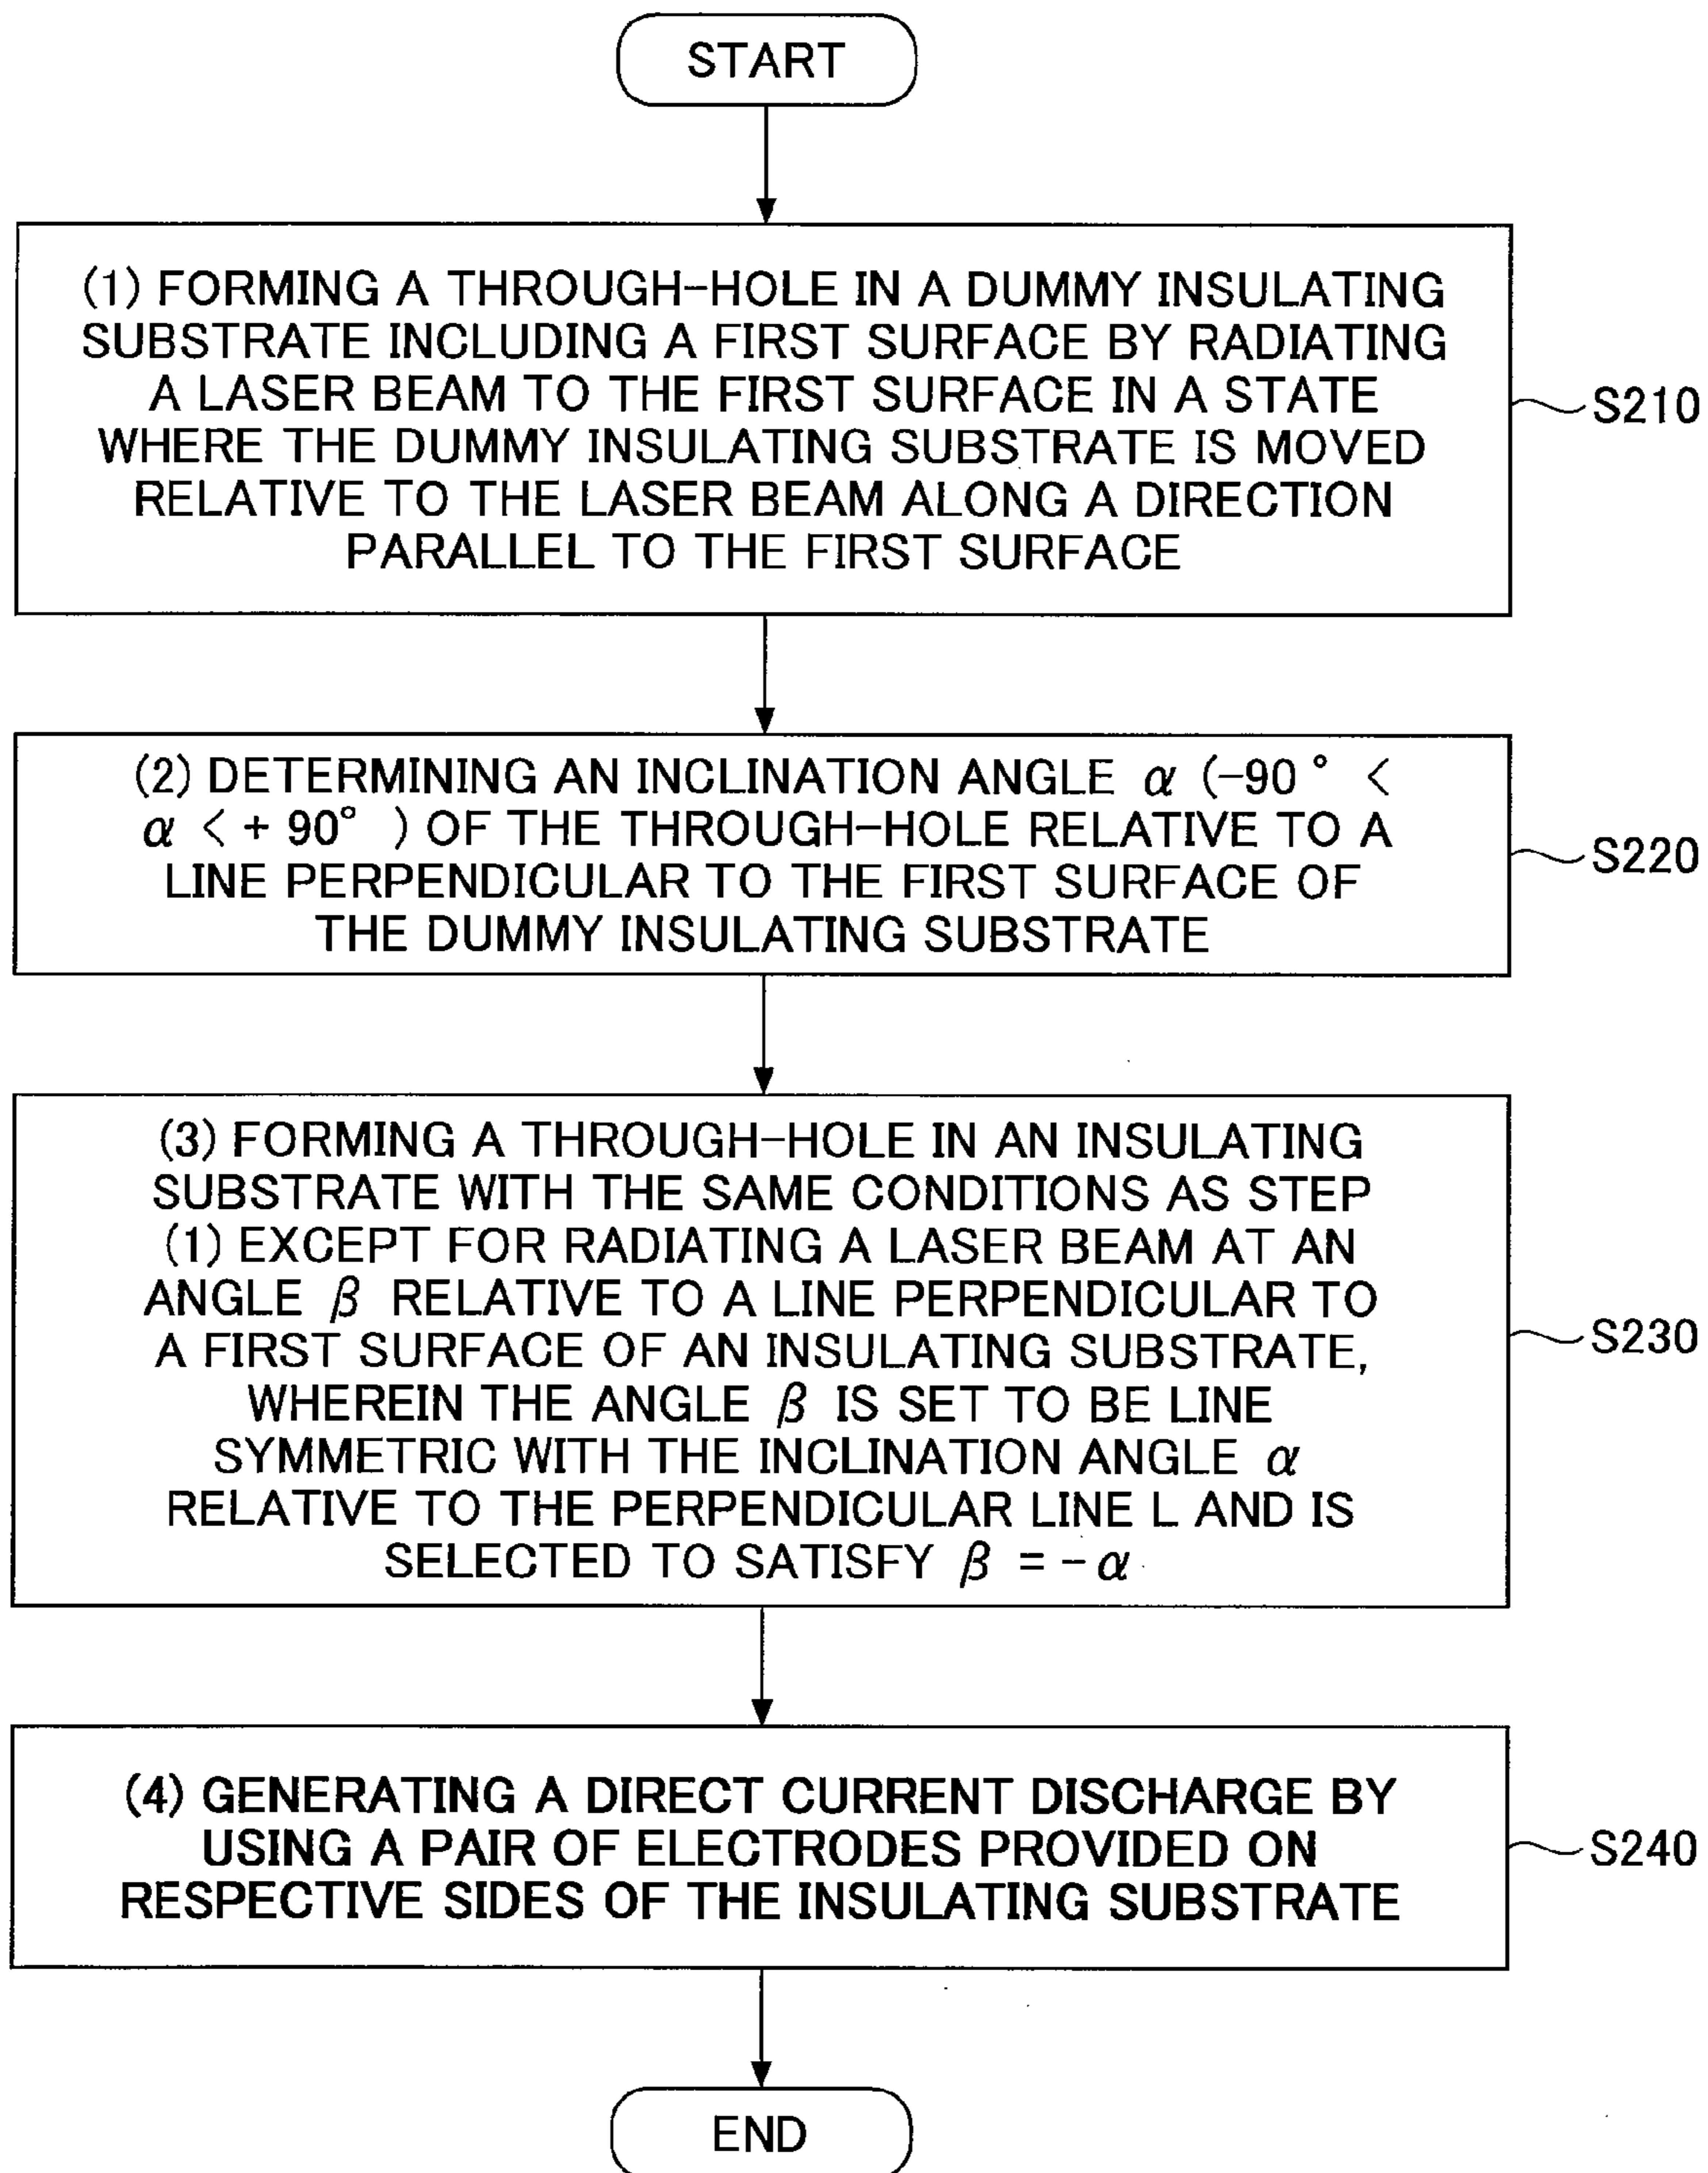 START
(1) FORMING A THROUGH-HOLE IN A DUMMY INSULATING
SUBSTRATE INCLUDING A FIRST SURFACE BY RADIATING
A LASER BEAM TO THE FIRST SURFACE IN A STATE
WHERE THE DUMMY INSULATING SUBSTRATE IS MOVED
RELATIVE TO THE LASER BEAM ALONG A DIRECTION
PARALLEL TO THE FIRST SURFACE
S210
(2) DETERMINING AN INCLINATION ANGLE α (-90° <
α < + 90° ) OF THE THROUGH-HOLE RELATIVE TO A
LINE PERPENDICULAR TO THE FIRST SURFACE OF
THE DUMMY INSULATING SUBSTRATE
S220
(3) FORMING A THROUGH-HOLE IN AN INSULATING
SUBSTRATE WITH THE SAME CONDITIONS AS STEP
(1) EXCEPT FOR RADIATING A LASER BEAM AT AN
ANGLE β RELATIVE TO A LINE PERPENDICULAR TO
A FIRST SURFACE OF AN INSULATING SUBSTRATE,
WHEREIN THE ANGLE β IS SET TO BE LINE
SYMMETRIC WITH THE INCLINATION ANGLE α
RELATIVE TO THE PERPENDICULAR LINE L AND IS
SELECTED TO SATISFY β = -α
S230
(4) GENERATING A DIRECT CURRENT DISCHARGE BY
USING A PAIR OF ELECTRODES PROVIDED ON
RESPECTIVE SIDES OF THE INSULATING SUBSTRATE
S240
END